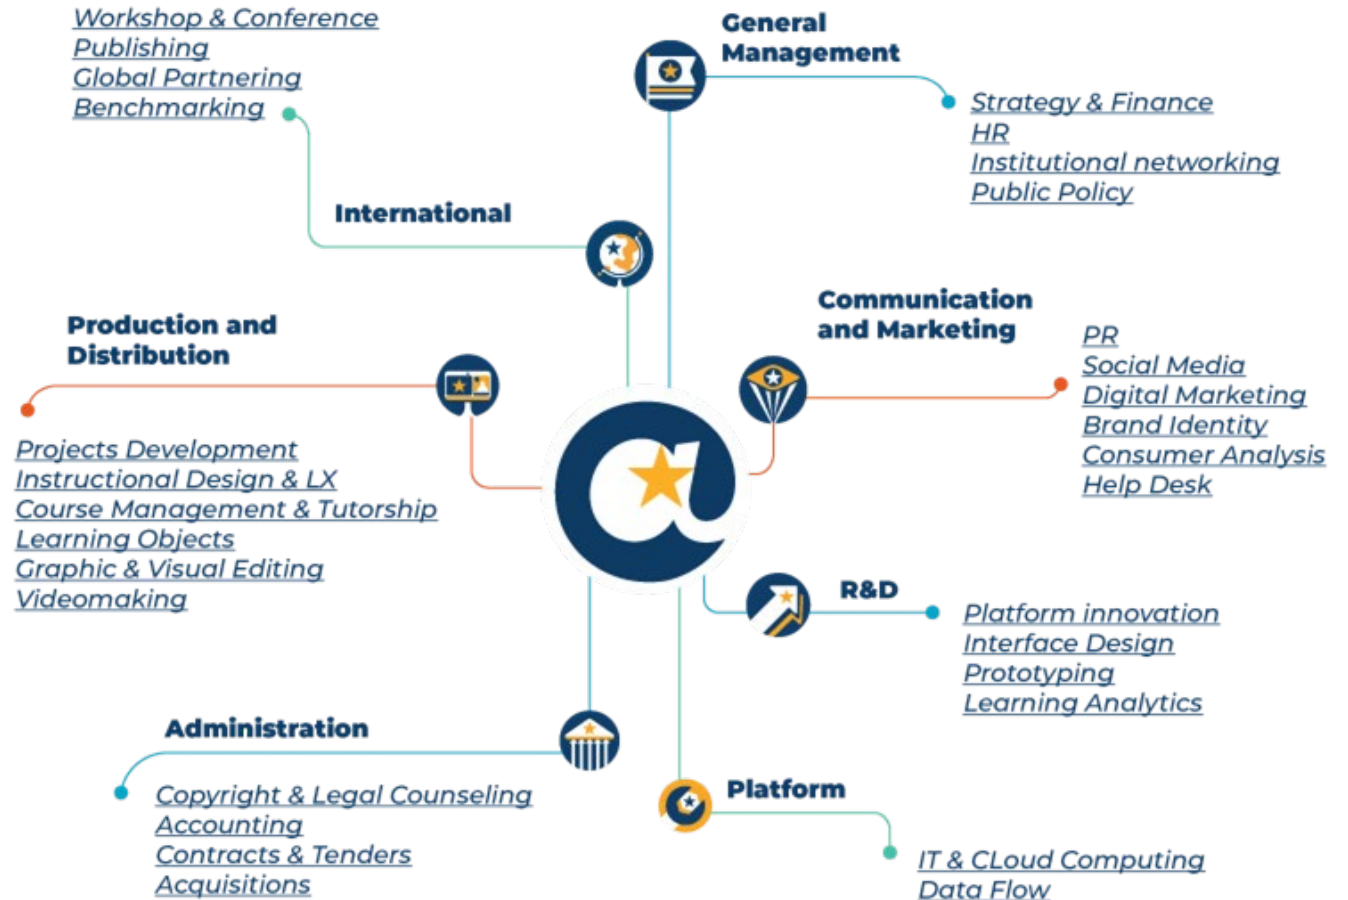 Workshop & Conference
Publishing
Global Partnering
Benchmarking
International
General
Management
Strategy & Finance
HR
Institutional networking
Public Policy
Production and
Distribution
Projects Development
Instructional Design & LX
Course Management & Tutorship
Learning Objects
Graphic & Visual Editing
Videomaking
Communication
and Marketing
PR
Social Media
Digital Marketing
Brand Identity
Consumer Analysis
Help Desk
R&D
Platform innovation
Interface Design
Prototyping
Learning Analytics
Administration
Copyright & Legal Counseling
Accounting
Contracts & Tenders
Acquisitions
Platform
IT & CLoud Computing
Data Flow